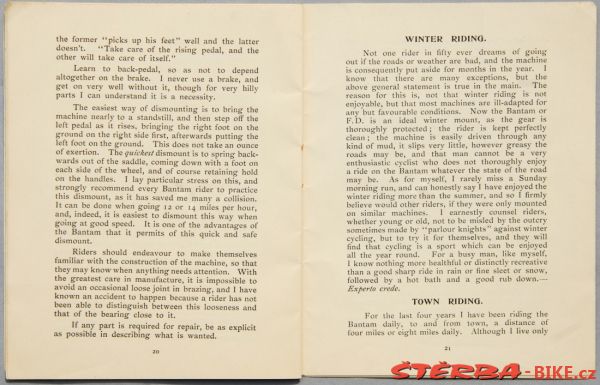 the former "picks up his feet" well and the latter
doesn't. "Take care of the rising pedal, and the
other will take care of itself."
Learn to back-pedal, so as not to depend
altogether on the brake. I never use a brake, and
get on very well without it, though for very hilly
parts I can understand it is a necessity.
The easiest way of dismounting is to bring the
machine nearly to a standstill, and then step off the
left pedal as it rises, bringing the right foot on the
ground on the right side first, afterwards putting the
left foot on the ground. This does not take an ounce
of exertion. The quickest dismount is to spring back-
wards out of the saddle, coming down with a foot on
each side of the wheel, and of course retaining hold
on the handles. I lay particular stress on this, and
strongly recommend every Bantam rider to practice
this dismount, as it has saved me many a collision.
It can be done when going 12 or 14 miles per hour,
and, indeed, it is easiest to dismount this way when
going at good speed. It is one of the advantages
of the Bantam that it permits of this quick and safe
dismount.
Riders should endeavour to make themselves
familiar with the construction of the machine, so that
they may know when anything needs attention. With
the greatest care in manufacture, it is impossible to
avoid an occasional loose joint in brazing, and I have
known an accident to happen because a rider has not
been able to distinguish between this looseness and
that of the bearing close to it.
If any part is required for repair, be as explicit
as possible in describing what is wanted.
20
WINTER RIDING.
Not one rider in fifty ever dreams of going
out if the roads or weather are bad, and the machine
is consequently put aside for months in the year. I
know that there are many exceptions, but the
above general statement is true in the main. The
reason for this is, not that winter riding is not
enjoyable, but that most machines are ill-adapted for
any but favourable conditions. Now the Bantam or
F.D. is an ideal winter mount, as the gear is
thoroughly protected; the rider is kept perfectly
clean; the machine is easily driven through any
kind of mud, it slips very little, however greasy the
roads may be, and that man cannot be a very
enthusiastic cyclist who does not thoroughly enjoy
a ride on the Bantam whatever the state of the road
may be. As for myself, I rarely miss a Sunday
morning run, and can honestly say I have enjoyed the
winter riding more than the summer, and so I firmly
believe would other riders, if they were only mounted
on similar machines. I earnestly counsel riders,
whether young or old, not to be misled by the outcry
sometimes made by "parlour knights" against winter
cycling, but to try it for themselves, and they will
find that cycling is a sport which can be enjoyed
all the year round. For a busy man, like myself,
I know nothing more healthful or distinctly recreative
than a good sharp ride in rain or fine sleet or snow,
followed by a hot bath and a good rub down.—
Experto crede.
TOWN RIDING.
For the last four years I have been riding the
Bantam daily, to and from town, a distance of
four miles or eight miles daily. Although I live only
21
ŠTĚRBA-BIKE.cz